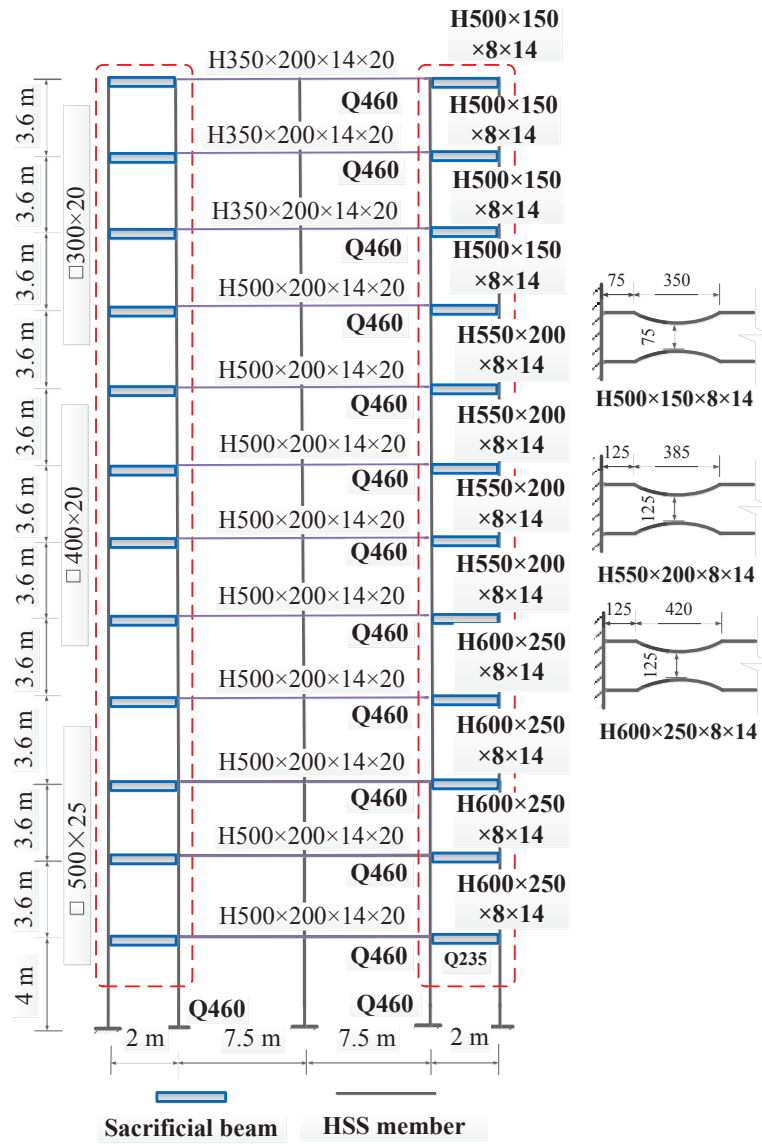 H500×150
×8×14
H350×200×14×20
Q460
H500×150
×8×14
H350×200×14×20
Q460
H500×150
×8×14
H350×200×14×20
Q460
H500×150
×8×14
H500×200×14×20
Q460
H550×200
×8×14
H500×200×14×20
Q460
H550×200
×8×14
H500×200×14×20
Q460
H550×200
×8×14
H500×200×14×20
Q460
H550×200
×8×14
H500×200×14×20
Q460
H600×250
×8×14
H500×200×14×20
Q460
H600×250
×8×14
H500×200×14×20
Q460
H600×250
×8×14
H500×200×14×20
Q460
H600×250
×8×14
H500×200×14×20
Q460
Q235
Q460
Q460
3.6 m
3.6 m
3.6 m
3.6 m
3.6 m
3.6 m
3.6 m
3.6 m
3.6 m
3.6 m
3.6 m
4 m
□300×20
□ 400×20
□ 500×25
2 m
7.5 m
7.5 m
2 m
75
350
75
H500×150×8×14
125
385
125
H550×200×8×14
125
420
125
H600×250×8×14
Sacrificial beam
HSS member